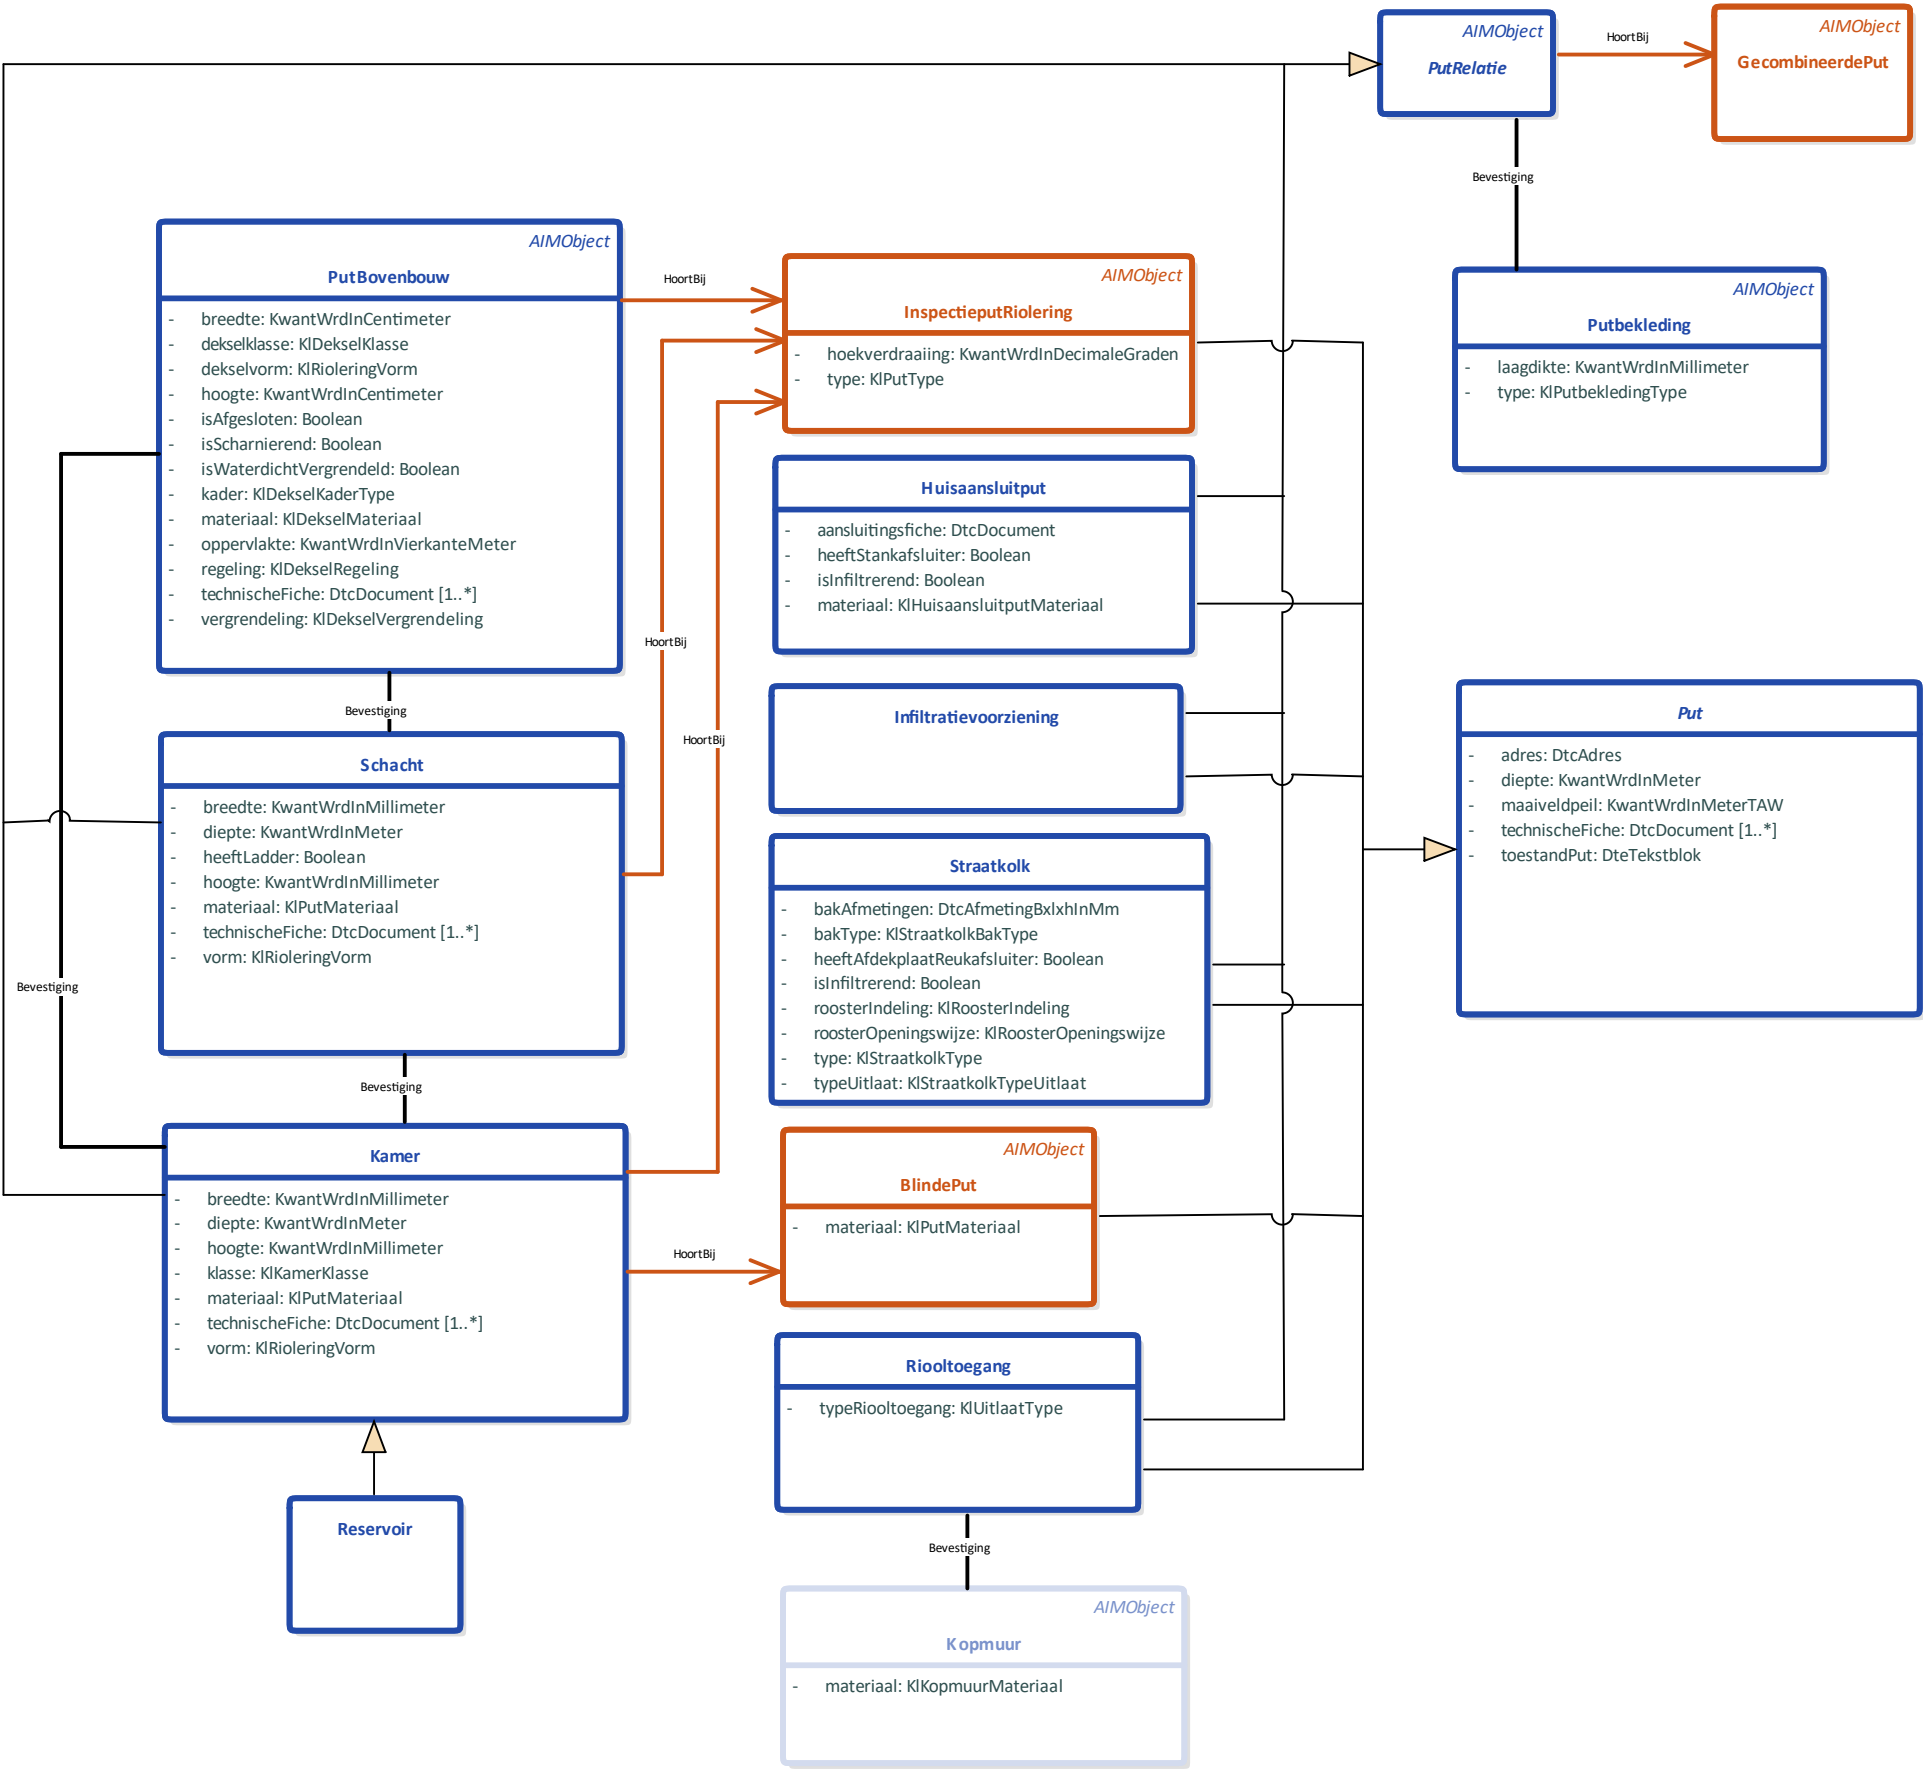 AIMObject
PutRelatie
HoortBij
AIMObject
GecombineerdePut
Bevestiging
AIMObject
PutBovenbouw
- breedte: KwantWrdInCentimeter
- dekselklasse: KlDekselKlasse
- dekselvorm: KlRioleringVorm
- hoogte: KwantWrdInCentimeter
- isAfgesloten: Boolean
- isScharnierend: Boolean
- isWaterdichtVergrendeld: Boolean
- kader: KlDekselKaderType
- materiaal: KlDekselMateriaal
- oppervlakte: KwantWrdInVierkanteMeter
- regeling: KlDekselRegeling
- technischeFiche: DtcDocument [1..*]
- vergrendeling: KlDekselVergrendeling
HoortBij
AIMObject
InspectieputRiolering
- hoekverdraaiing: KwantWrdInDecimaleGraden
- type: KlPutType
AIMObject
Putbekleding
- laagdikte: KwantWrdInMillimeter
- type: KlPutbekledingType
Huisaansluitput
- aansluitingsfiche: DtcDocument
- heeftStankafsluiter: Boolean
- isInfiltrerend: Boolean
- materiaal: KlHuisaansluitputMateriaal
HoortBij
HoortBij
Bevestiging
Infiltratievoorziening
Put
- adres: DtcAdres
- diepte: KwantWrdInMeter
- maaiveldpeil: KwantWrdInMeterTAW
- technischeFiche: DtcDocument [1..*]
- toestandPut: DteTekstblok
Schacht
- breedte: KwantWrdInMillimeter
- diepte: KwantWrdInMeter
- heeftLadder: Boolean
- hoogte: KwantWrdInMillimeter
- materiaal: KlPutMateriaal
- technischeFiche: DtcDocument [1..*]
- vorm: KlRioleringVorm
Straatkolk
- bakAfmetingen: DtcAfmetingBxlxhInMm
- bakType: KlStraatkolkBakType
- heeftAfdekplaatReukafsluiter: Boolean
- isInfiltrerend: Boolean
- roosterIndeling: KlRoosterIndeling
- roosterOpeningswijze: KlRoosterOpeningswijze
- type: KlStraatkolkType
- typeUitlaat: KlStraatkolkTypeUitlaat
Bevestiging
Bevestiging
Kamer
- breedte: KwantWrdInMillimeter
- diepte: KwantWrdInMeter
- hoogte: KwantWrdInMillimeter
- klasse: KlKamerKlasse
- materiaal: KlPutMateriaal
- technischeFiche: DtcDocument [1..*]
- vorm: KlRioleringVorm
HoortBij
AIMObject
BlindePut
- materiaal: KlPutMateriaal
Riooltoegang
- typeRiooltoegang: KlUitlaatType
Reservoir
Bevestiging
AIMObject
Kopmuur
- materiaal: KlKopmuurMateriaal